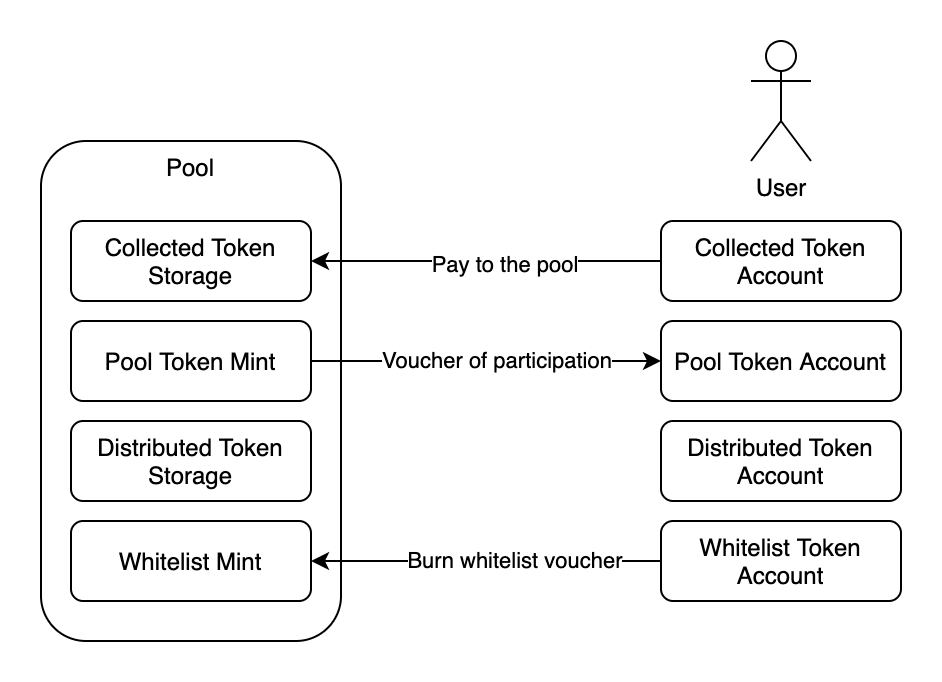 Pool
User
Collected Token
Storage
Pay to the pool
Collected Token
Account
Pool Token Mint
Voucher of participation
Pool Token Account
Distributed Token
Storage
Distributed Token
Account
Whitelist Mint
Burn whitelist voucher
Whitelist Token
Account